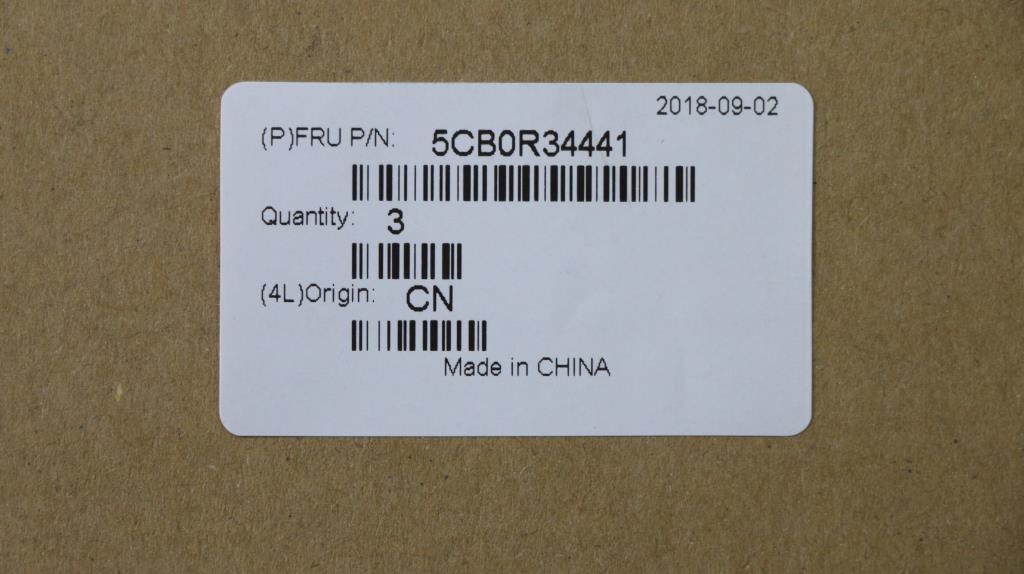 2018-09-02
(P)FRU P/N: 5CB0R34441
Quantity: 3
(4L)Origin: CN
Made in CHINA